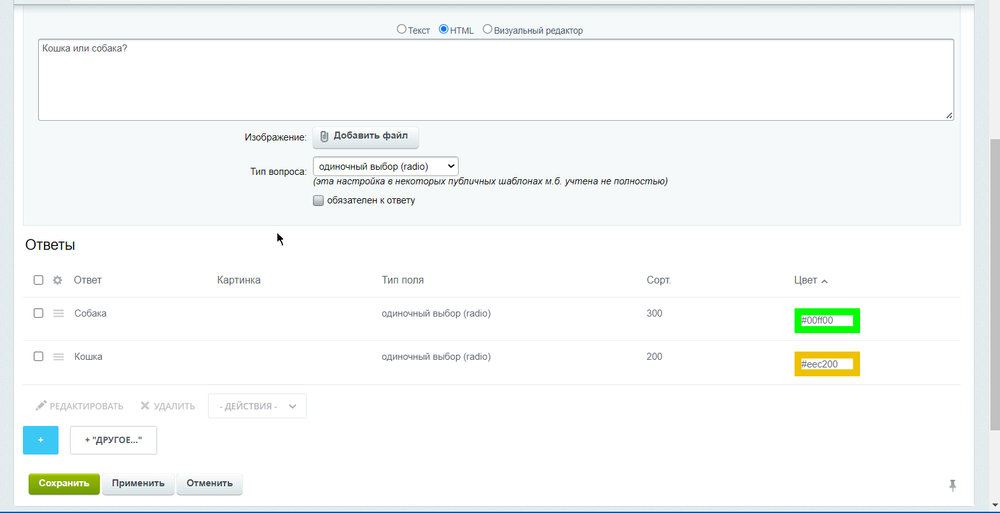 Текст HTML Визуальный редактор
Кошка или собака?
Изображение: Добавить файл
Тип вопроса: одиночный выбор (radio)
(эта настройка в некоторых публичных шаблонах м.б. учтена не полностью)
обязателен к ответу
Ответы
Ответ Картинка Тип поля Сорт. Цвет
Собака одиночный выбор (radio) 300 #00ff00
Кошка одиночный выбор (radio) 200 #eec200
РЕДАКТИРОВАТЬ УДАЛИТЬ - ДЕЙСТВИЯ -
+ + "ДРУГОЕ..."
Сохранить Применить Отменить